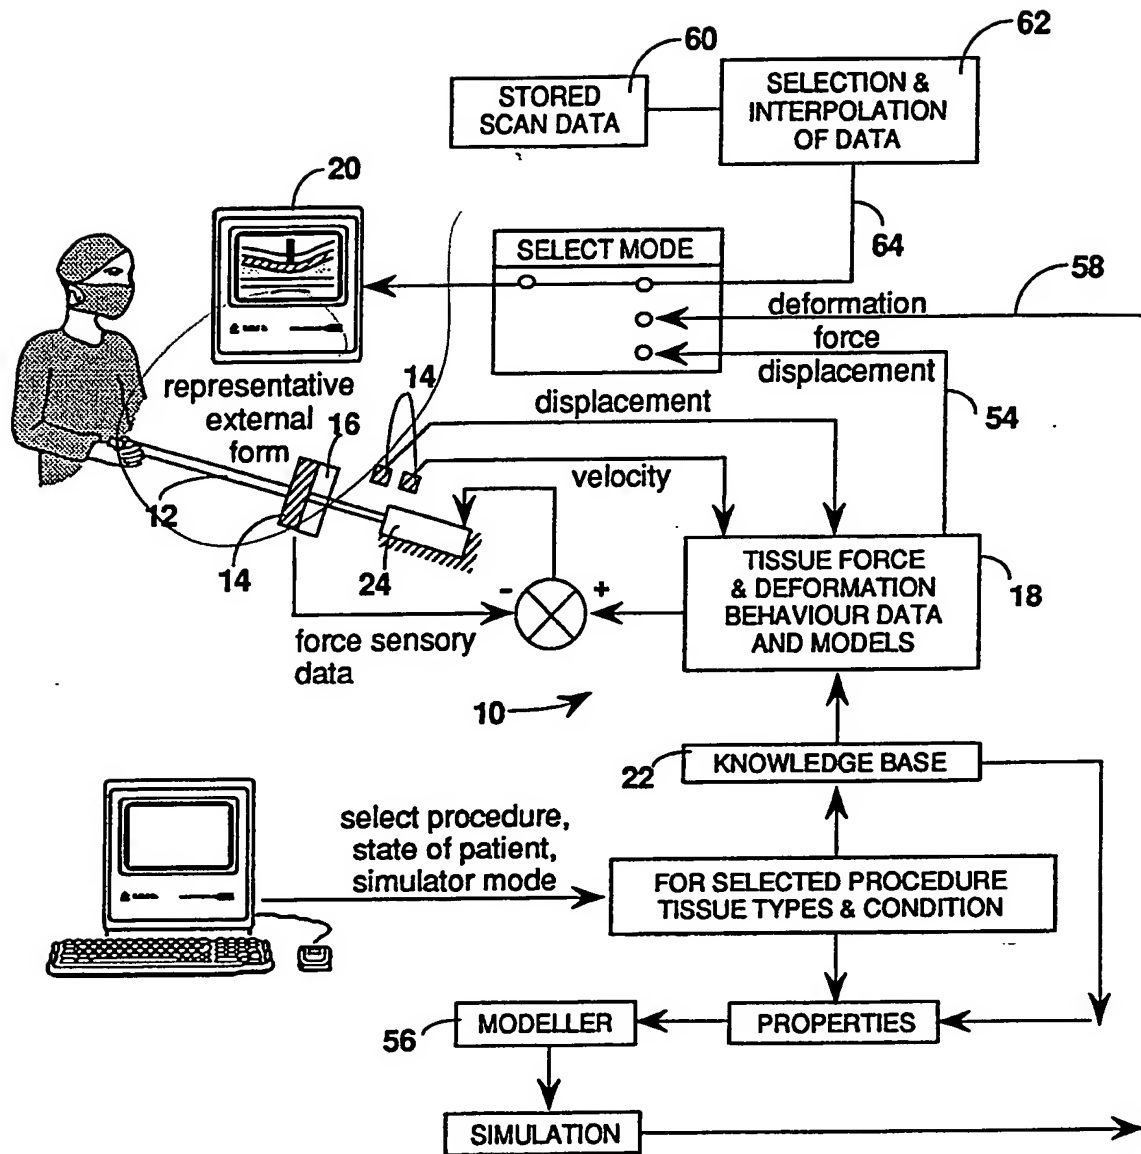 62
60
STORED
SCAN DATA
SELECTION &
INTERPOLATION
OF DATA
20
64
SELECT MODE
58
deformation
force
displacement
representative
external
form
14
16
displacement
54
velocity
12
14
24
-
+
TISSUE FORCE
& DEFORMATION
BEHAVIOUR DATA
AND MODELS
18
force sensory
data
10
22
KNOWLEDGE BASE
select procedure,
state of patient,
simulator mode
FOR SELECTED PROCEDURE
TISSUE TYPES & CONDITION
56
MODELLER
PROPERTIES
SIMULATION